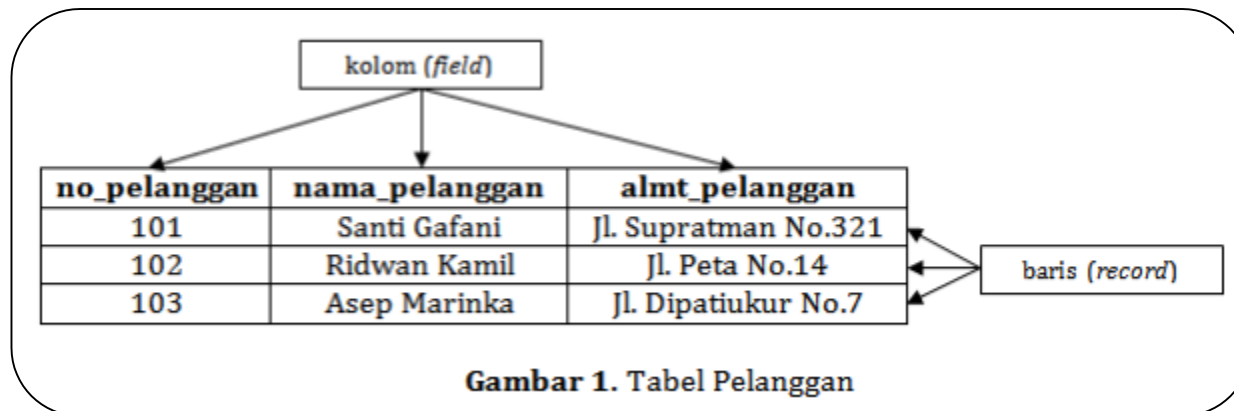 kolom (field)
no_pelanggan nama_pelanggan almt_pelanggan
101 Santi Gafani Jl. Supratman No.321
102 Ridwan Kamil Jl. Peta No.14
baris (record)
103 Asep Marinka Jl. Dipatiukur No.7
Gambar 1. Tabel Pelanggan